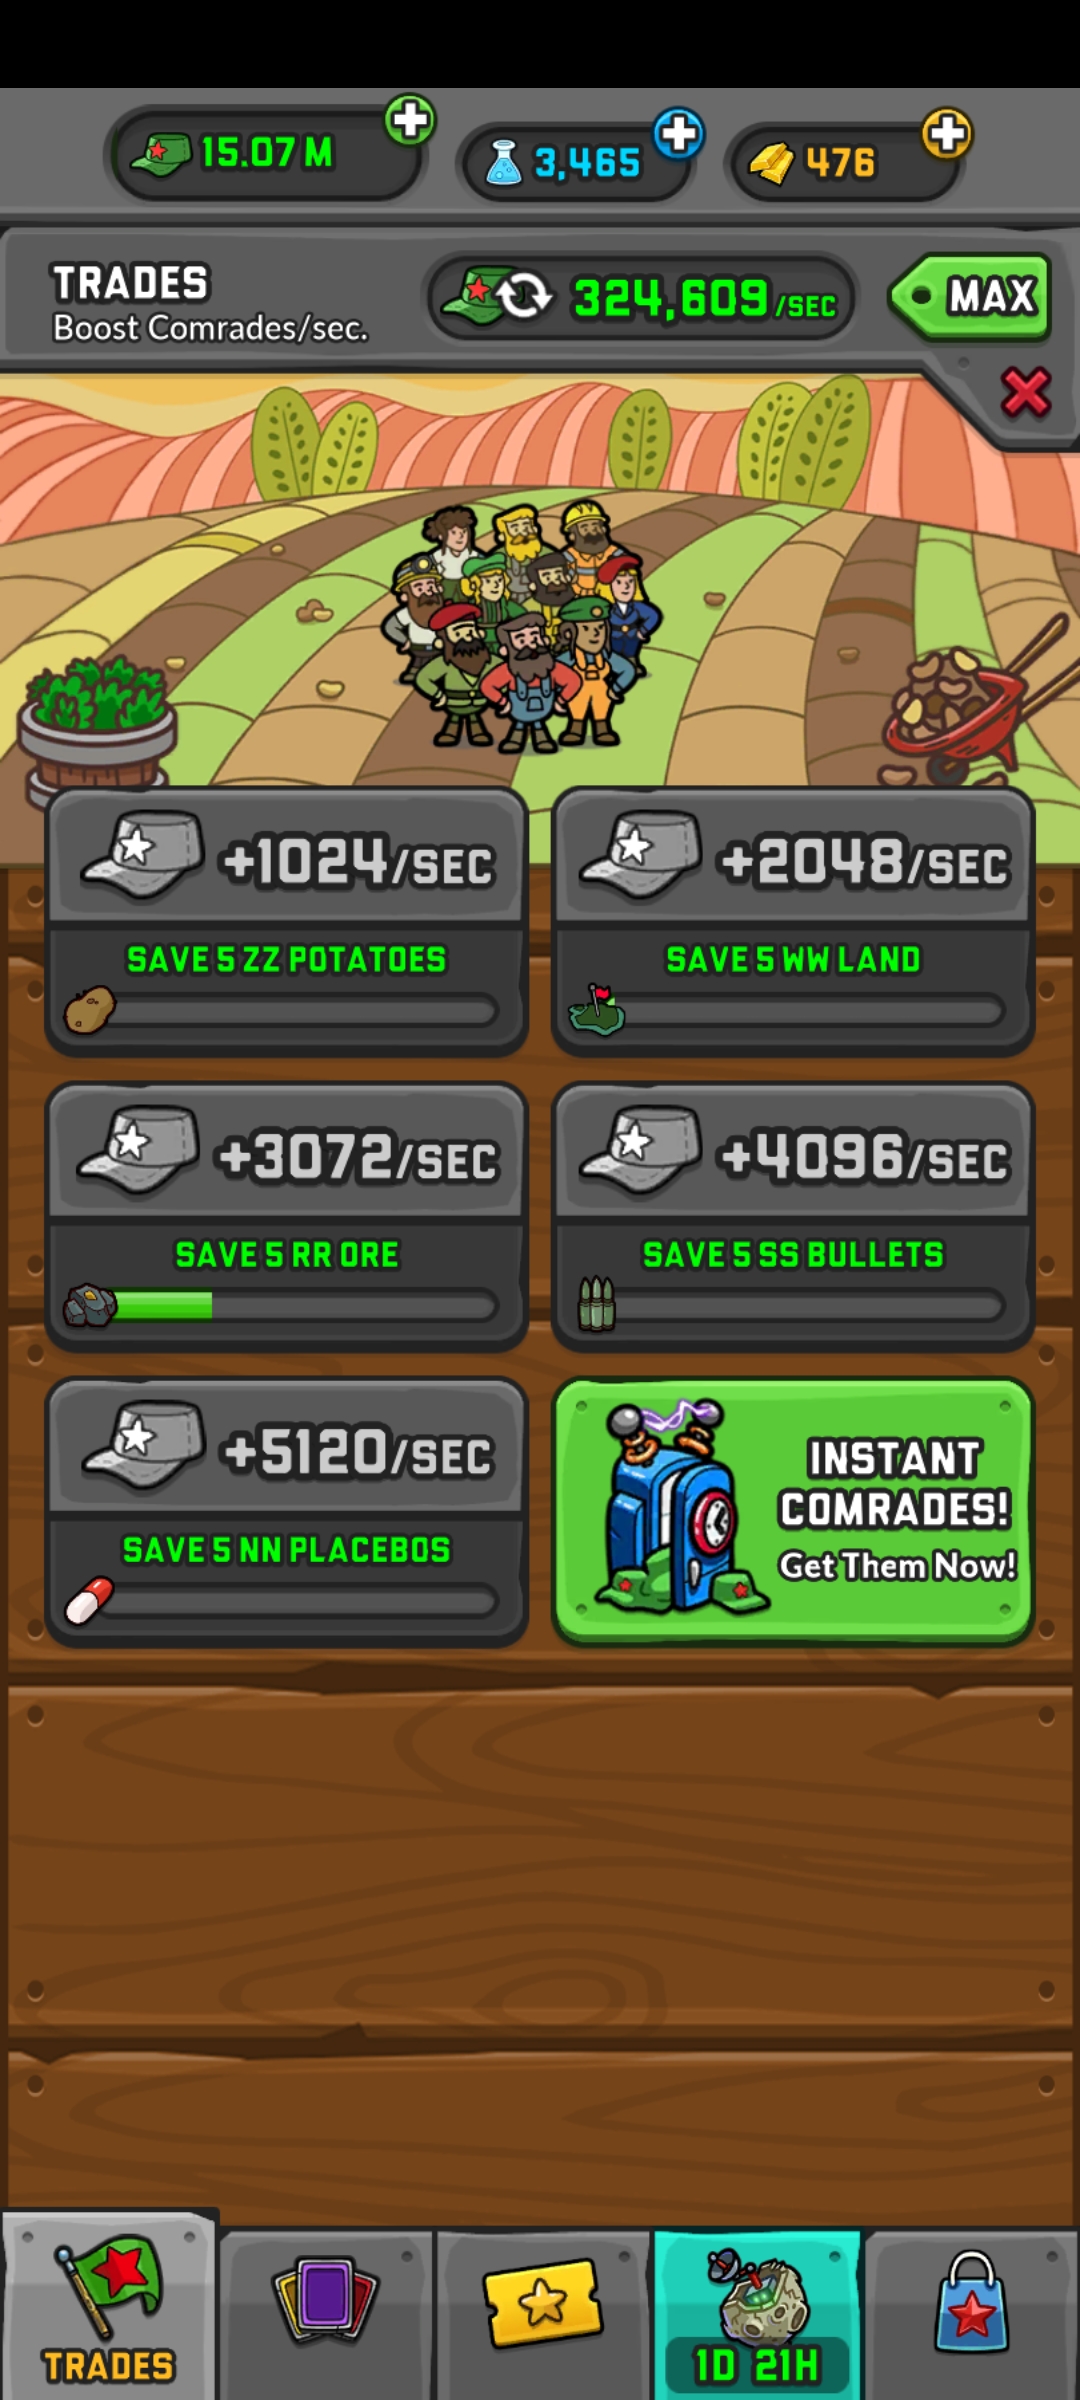 15.07 M
3,465
476
TRADES
Boost Comrades/sec.
324,609/SEC
MAX
+1024/SEC
SAVE 5 ZZ POTATOES
+2048/SEC
SAVE 5 WW LAND
+3072/SEC
SAVE 5 RR ORE
+4096/SEC
SAVE 5 SS BULLETS
+5120/SEC
SAVE 5 NN PLACEBOS
INSTANT
COMRADES!
Get Them Now!
TRADES
1D 21H